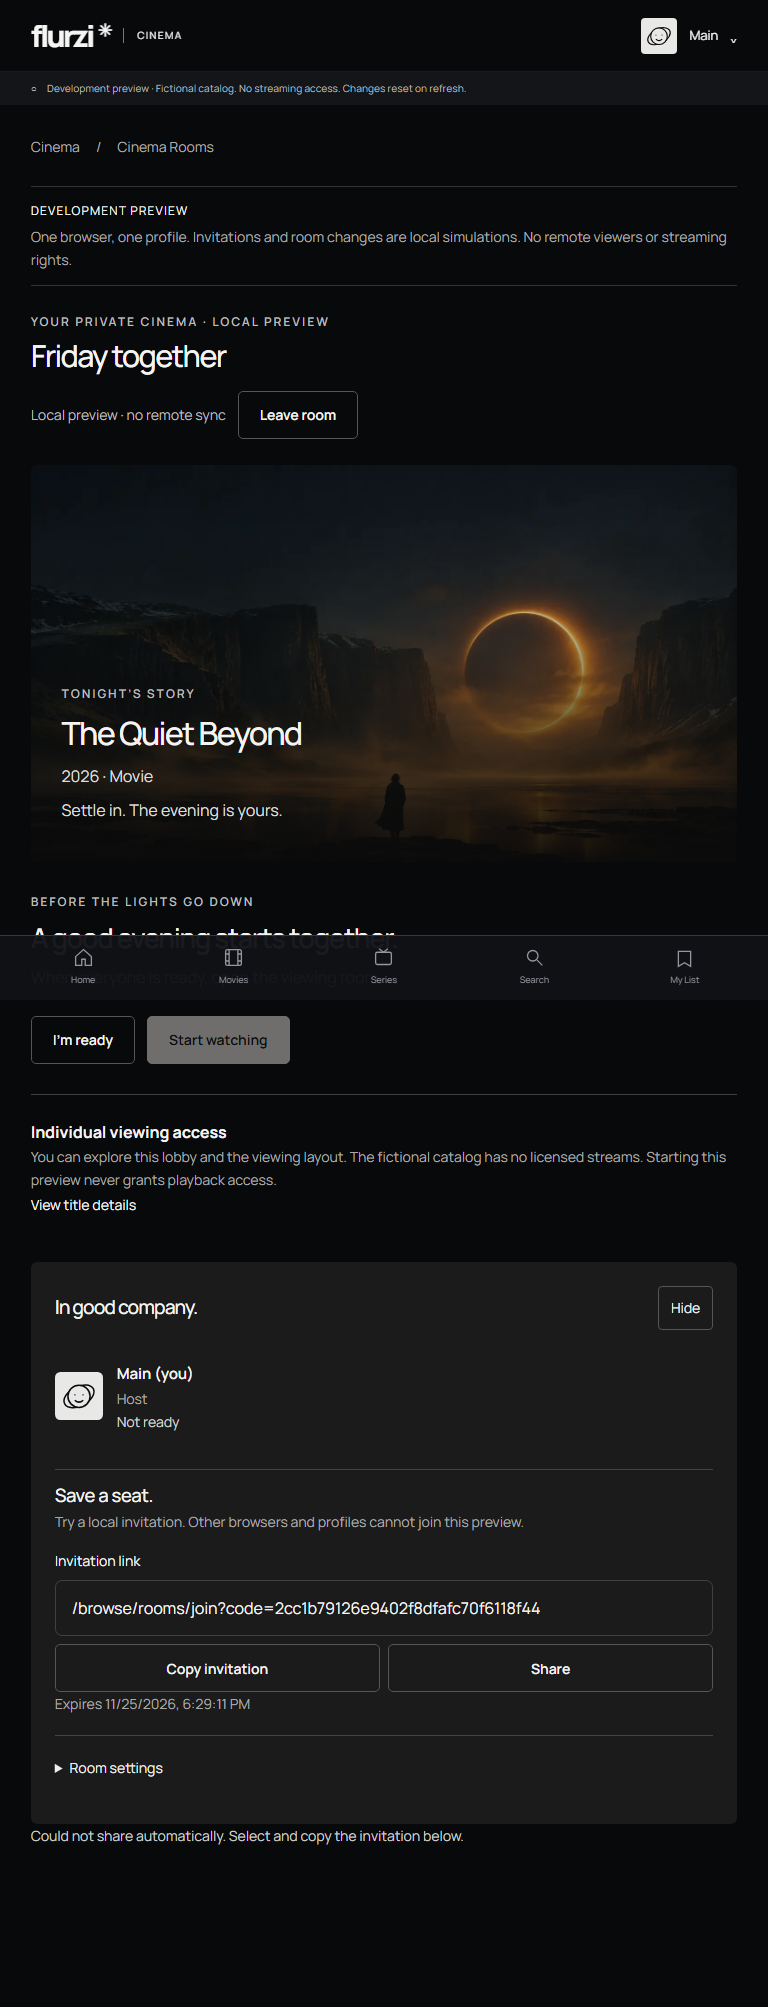 flurzi* CINEMA
Main
Development preview · Fictional catalog. No streaming access. Changes reset on refresh.
Cinema / Cinema Rooms
DEVELOPMENT PREVIEW
One browser, one profile. Invitations and room changes are local simulations. No remote viewers or streaming
rights.
YOUR PRIVATE CINEMA · LOCAL PREVIEW
Friday together
Local preview · no remote sync
Leave room
TONIGHT'S STORY
The Quiet Beyond
2026 · Movie
Settle in. The evening is yours.
BEFORE THE LIGHTS GO DOWN
A good evening starts together.
the viewing
Home
Movies
Series
Search
My List
I'm ready
Start watching
Individual viewing access
You can explore this lobby and the viewing layout. The fictional catalog has no licensed streams. Starting this
preview never grants playback access.
View title details
In good company.
Hide
Main (you)
Host
Not ready
Save a seat.
Try a local invitation. Other browsers and profiles cannot join this preview.
Invitation link
/browse/rooms/join?code=2cc1b79126e9402f8dfafc70f6118f44
Copy invitation
Share
Expires 11/25/2026, 6:29:11 PM
Room settings
Could not share automatically. Select and copy the invitation below.